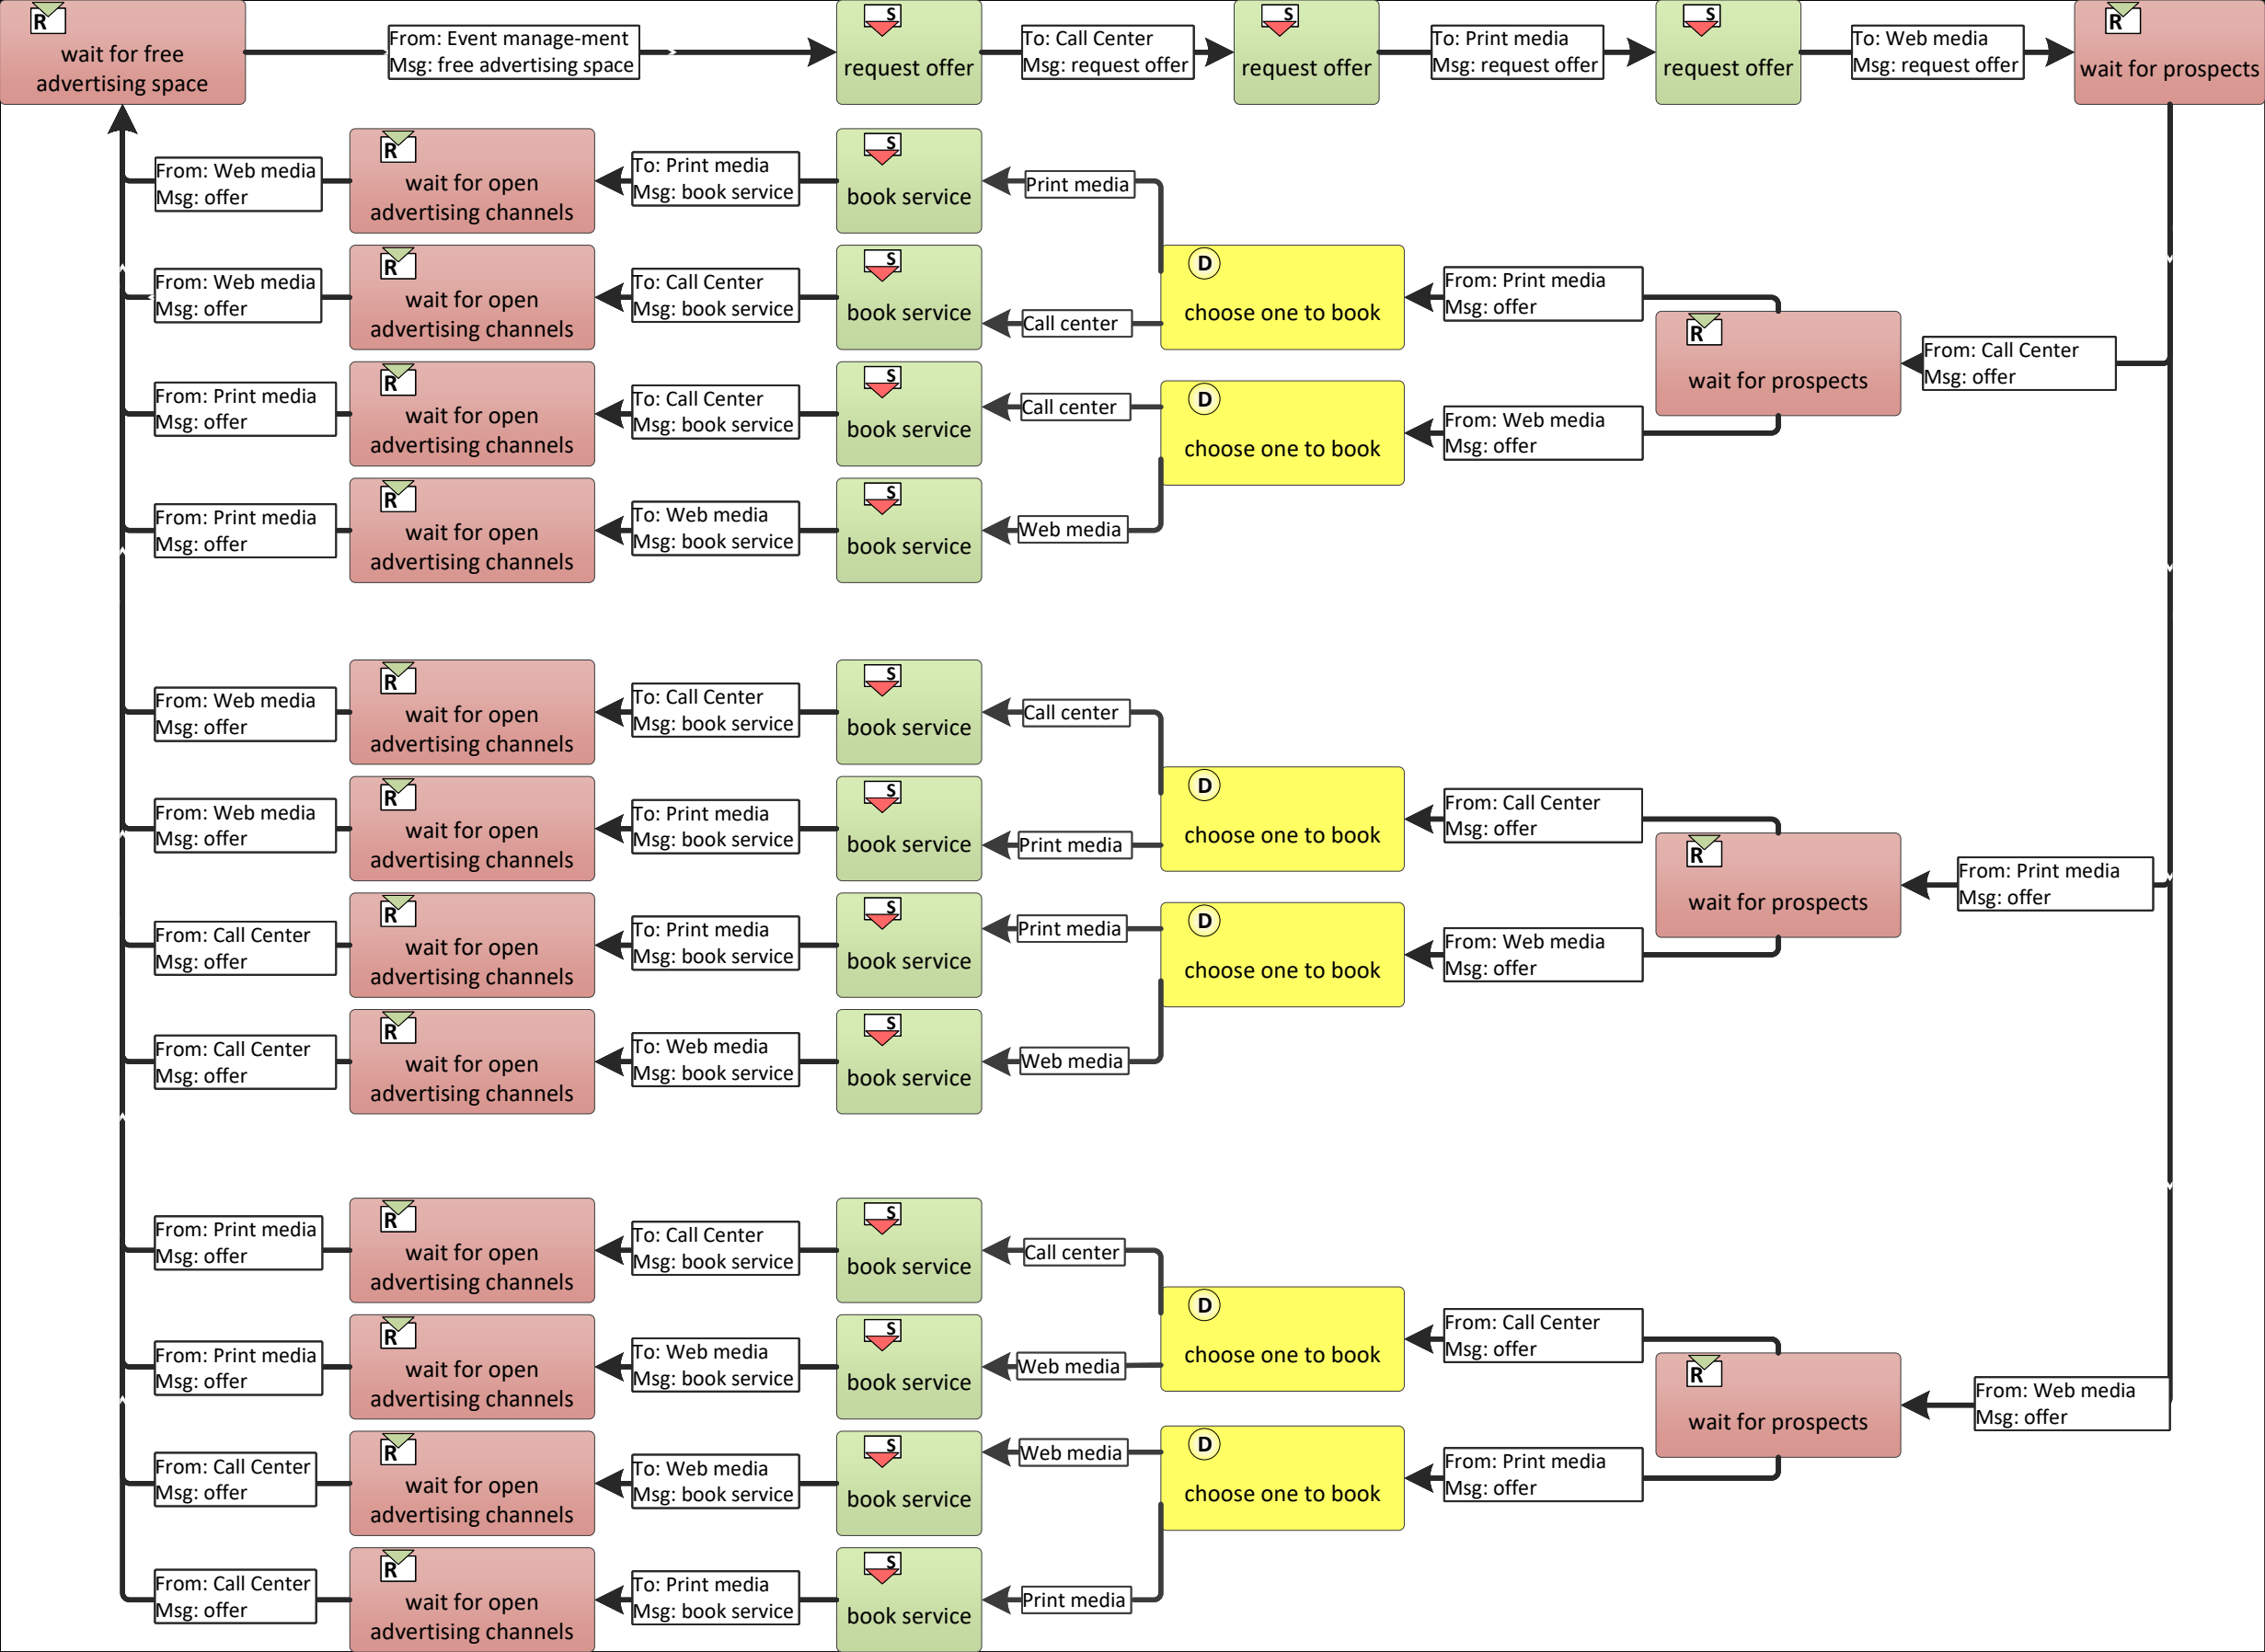 R
wait for free
advertising space
From: Event manage-ment
Msg: free advertising space
S
request offer
To: Call Center
Msg: request offer
S
request offer
To: Print media
Msg: request offer
S
request offer
To: Web media
Msg: request offer
R
wait for prospects
From: Web media
Msg: offer
R
wait for open
advertising channels
To: Print media
Msg: book service
S
book service
Print media
From: Web media
Msg: offer
R
wait for open
advertising channels
To: Call Center
Msg: book service
S
book service
Call center
D
choose one to book
From: Print media
Msg: offer
R
wait for prospects
From: Call Center
Msg: offer
From: Print media
Msg: offer
R
wait for open
advertising channels
To: Call Center
Msg: book service
S
book service
Call center
D
choose one to book
From: Web media
Msg: offer
From: Print media
Msg: offer
R
wait for open
advertising channels
To: Web media
Msg: book service
S
book service
Web media
From: Web media
Msg: offer
R
wait for open
advertising channels
To: Call Center
Msg: book service
S
book service
Call center
From: Web media
Msg: offer
R
wait for open
advertising channels
To: Print media
Msg: book service
S
book service
Print media
D
choose one to book
From: Call Center
Msg: offer
R
wait for prospects
From: Print media
Msg: offer
From: Call Center
Msg: offer
R
wait for open
advertising channels
To: Print media
Msg: book service
S
book service
Print media
D
choose one to book
From: Web media
Msg: offer
From: Call Center
Msg: offer
R
wait for open
advertising channels
To: Web media
Msg: book service
S
book service
Web media
From: Print media
Msg: offer
R
wait for open
advertising channels
To: Call Center
Msg: book service
S
book service
Call center
From: Print media
Msg: offer
R
wait for open
advertising channels
To: Web media
Msg: book service
S
book service
Web media
D
choose one to book
From: Call Center
Msg: offer
R
wait for prospects
From: Web media
Msg: offer
From: Call Center
Msg: offer
R
wait for open
advertising channels
To: Web media
Msg: book service
S
book service
Web media
D
choose one to book
From: Print media
Msg: offer
From: Call Center
Msg: offer
R
wait for open
advertising channels
To: Print media
Msg: book service
S
book service
Print media